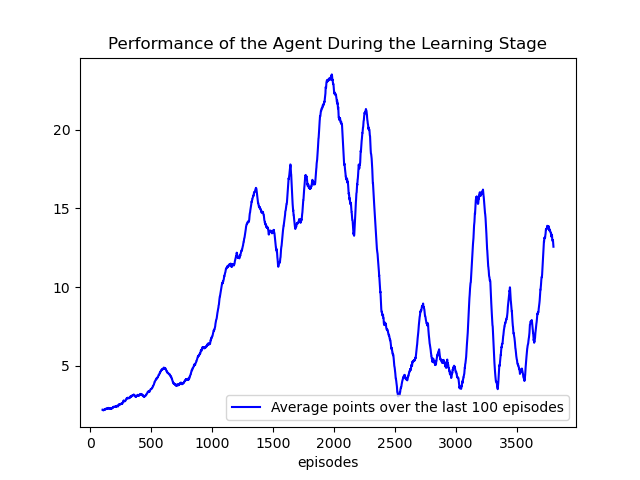 Performance of the Agent During the Learning Stage
20
15
10
5
Average points over the last 100 episodes
0 500 1000 1500 2000 2500 3000 3500
episodes